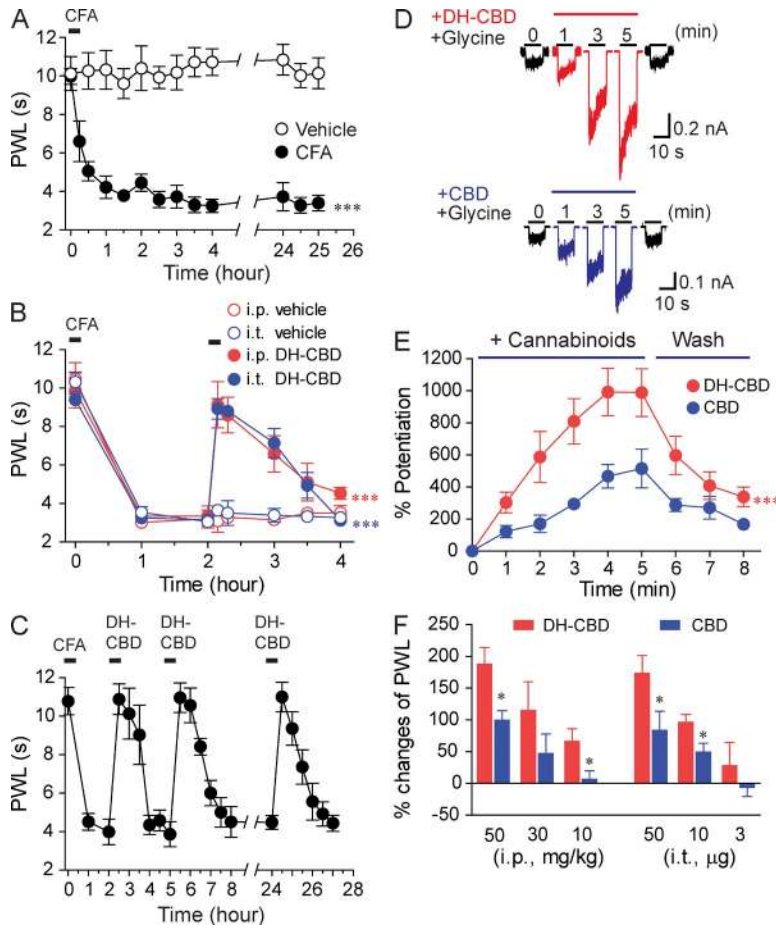 A
CFA
PWL (s)
12
10
8
6
4
2
Vehicle
CFA
***
0 1 2 3 4 24 25 26
Time (hour)
B
CFA
i.p. vehicle
i.t. vehicle
i.p. DH-CBD
i.t. DH-CBD
PWL (s)
12
10
8
6
4
2
***
***
0 1 2 3 4
Time (hour)
C
CFA
DH-
CBD
DH-
CBD
DH-
CBD
PWL (s)
12
10
8
6
4
2
0 1 2 3 4 5 6 7 8 24 26 28
Time (hour)
D
+DH-CBD
+Glycine
0 1 3 5 (min)
0.2 nA
10 s
+CBD
+Glycine
0 1 3 5 (min)
0.1 nA
10 s
E
+ Cannabinoids Wash
% Potentiation
1200
1000
800
600
400
200
0
DH-CBD
CBD
***
0 1 2 3 4 5 6 7 8
Time (min)
F
DH-CBD CBD
% changes of PWL
250
200
150
100
50
0
-50
* * * *
50 30 10 50 10 3
(i.p., mg/kg) (i.t., µg)